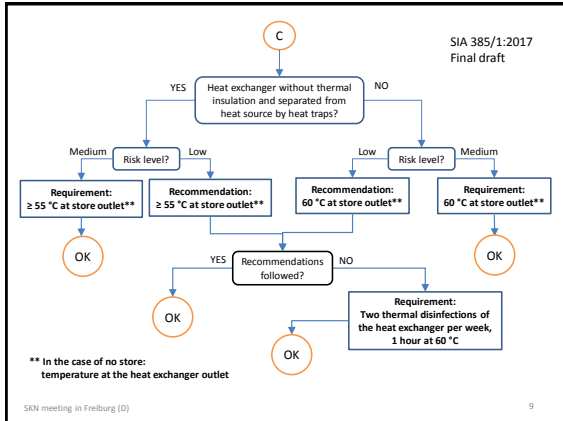 C
SIA 385/1:2017
Final draft
YES
Heat exchanger without thermal
insulation and separated from
heat source by heat traps?
NO
Medium
Risk level?
Low
Low
Risk level?
Medium
Requirement:
≥ 55 °C at store outlet**
Recommendation:
≥ 55 °C at store outlet**
Recommendation:
60 °C at store outlet**
Requirement:
60 °C at store outlet**
OK
YES
Recommendations
followed?
NO
OK
OK
Requirement:
Two thermal disinfections of
the heat exchanger per week,
1 hour at 60 °C
OK
** In the case of no store:
temperature at the heat exchanger outlet
SKN meeting in Freiburg (D)
9